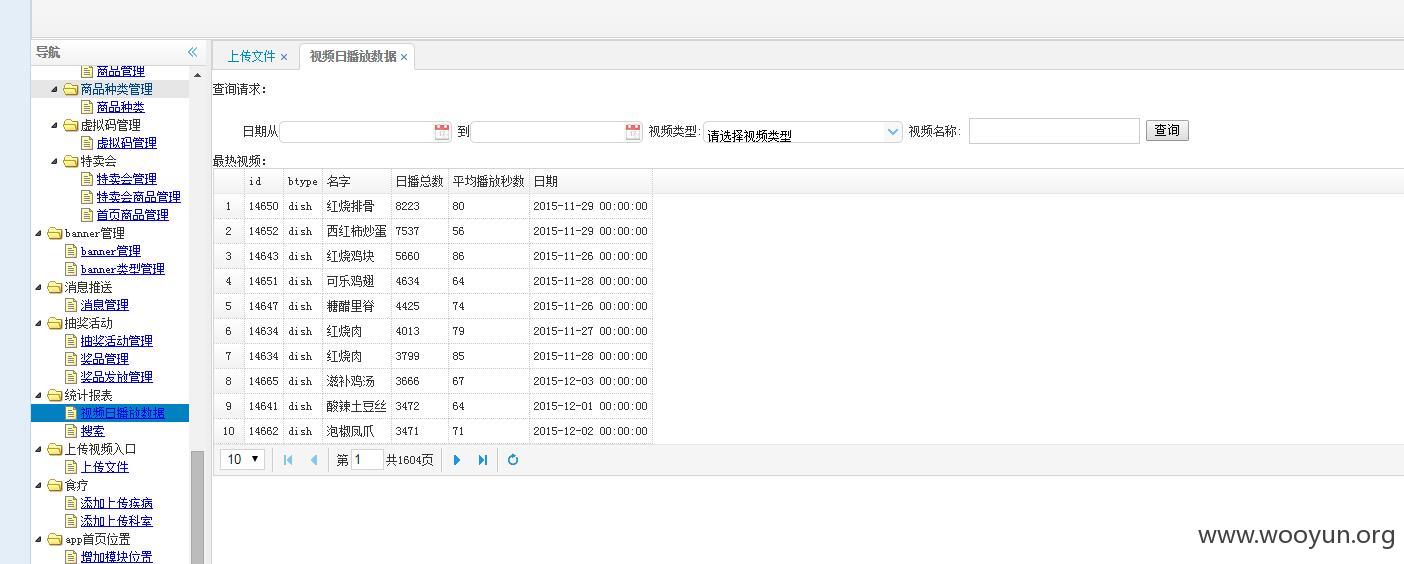 导航
商品管理
商品种类管理
商品种类
虚拟码管理
虚拟码管理
特卖会
特卖会管理
特卖会商品管理
首页商品管理
banner管理
banner管理
banner类型管理
消息推送
消息管理
抽奖活动
抽奖活动管理
奖品管理
奖品发放管理
统计报表
视频日播放数据
搜索
上传视频入口
上传文件
食疗
添加上传疾病
添加上传科室
app首页位置
增加模块位置
上传文件 × 视频日播放数据 ×
查询请求:
日期从 到 视频类型: 请选择视频类型 视频名称: 查询
最热视频:
id btype 名字 日播总数 平均播放秒数 日期
1 14650 dish 红烧排骨 8223 80 2015-11-29 00:00:00
2 14652 dish 西红柿炒蛋 7537 56 2015-11-29 00:00:00
3 14643 dish 红烧鸡块 5660 86 2015-11-26 00:00:00
4 14651 dish 可乐鸡翅 4634 64 2015-11-28 00:00:00
5 14647 dish 糖醋里脊 4425 74 2015-11-26 00:00:00
6 14634 dish 红烧肉 4013 79 2015-11-27 00:00:00
7 14634 dish 红烧肉 3799 85 2015-11-28 00:00:00
8 14665 dish 滋补鸡汤 3666 67 2015-12-03 00:00:00
9 14641 dish 酸辣土豆丝 3472 64 2015-12-01 00:00:00
10 14662 dish 泡椒凤爪 3471 71 2015-12-02 00:00:00
10 第 1 共1604页
www.wooyun.org